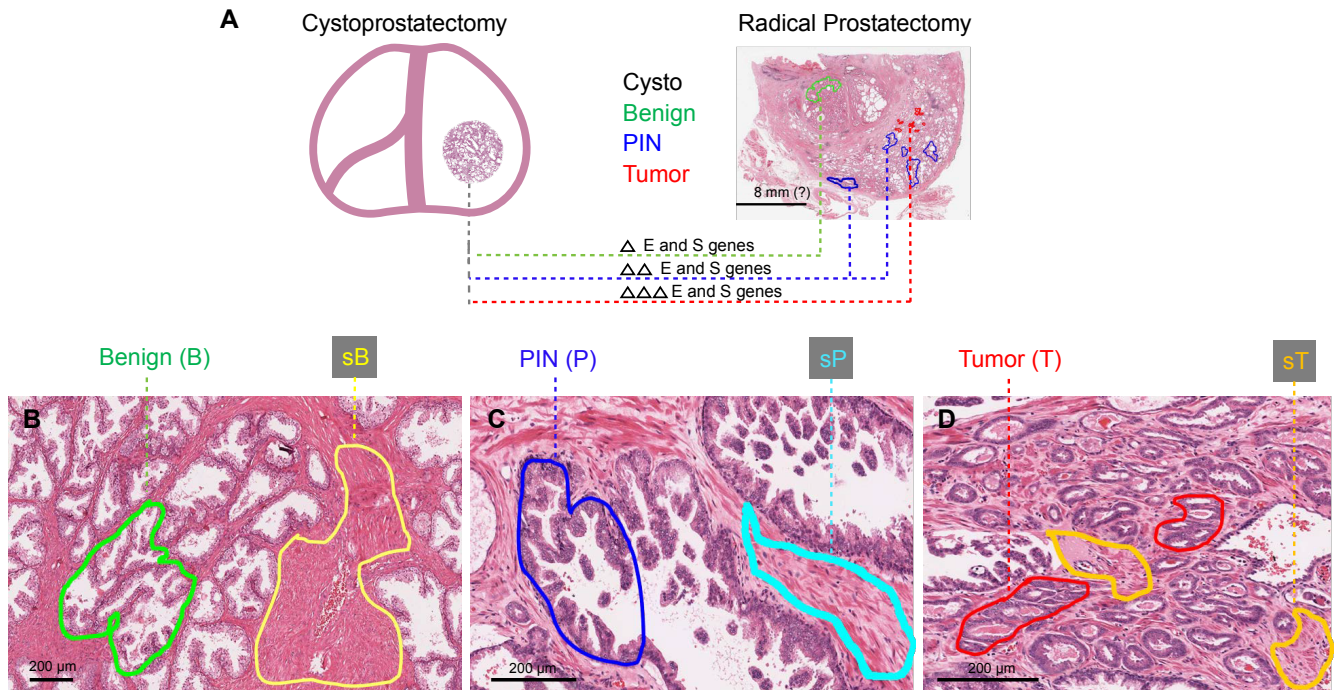 A
Cystoprostatectomy
Radical Prostatectomy
Cysto
Benign
PIN
Tumor
8 mm (?)
△ E and S genes
△△ E and S genes
△△△ E and S genes
Benign (B)
sB
PIN (P)
sP
Tumor (T)
sT
B
C
D
200 µm
200 µm
200 µm